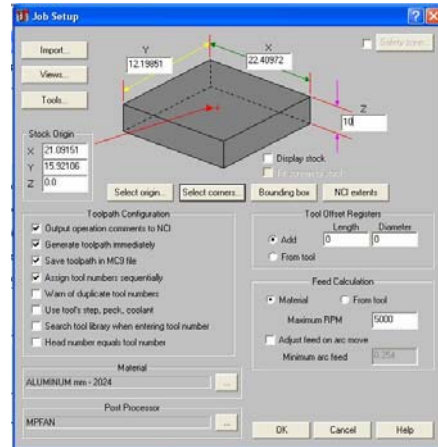 Job Setup
Import...
Views...
Tools...
Y
12.19851
X
22.40972
Safety zone...
Z
10
Stock Origin
X 21.09151
Y 15.92106
Z 0.0
Display stock
Fit screen to stock
Select origin...
Select corners...
Bounding box
NCI extents
Toolpath Configuration
Output operation comments to NCI
Generate toolpath immediately
Save toolpath in MC9 file
Assign tool numbers sequentially
Warn of duplicate tool numbers
Use tool's step, peck, coolant
Search tool library when entering tool number
Head number equals tool number
Tool Offset Registers
Length Diameter
Add 0 0
From tool
Feed Calculation
Material From tool
Maximum RPM 5000
Adjust feed on arc move
Minimum arc feed 0.254
Material
ALUMINUM mm - 2024 ...
Post Processor
MPFAN ...
OK Cancel Help